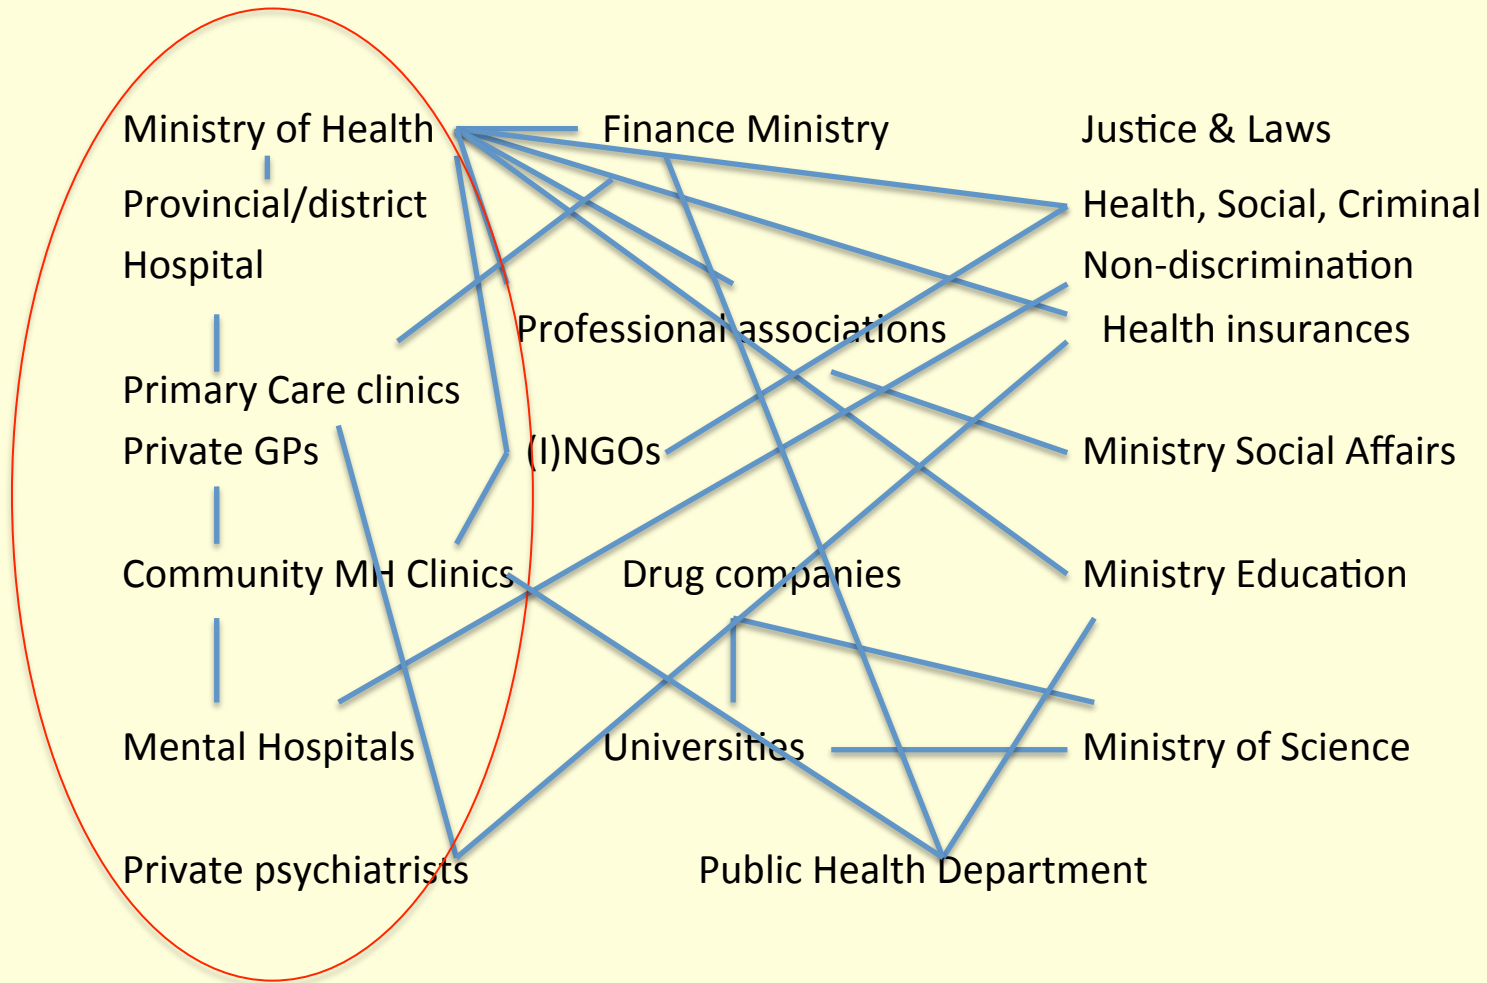 Ministry of Health
Finance Ministry
Justice & Laws
Provincial/district
Health, Social, Criminal
Hospital
Non-discrimination
Professional associations
Health insurances
Primary Care clinics
Private GPs
(I)NGOs
Ministry Social Affairs
Community MH Clinics
Drug companies
Ministry Education
Mental Hospitals
Universities
Ministry of Science
Private psychiatrists
Public Health Department